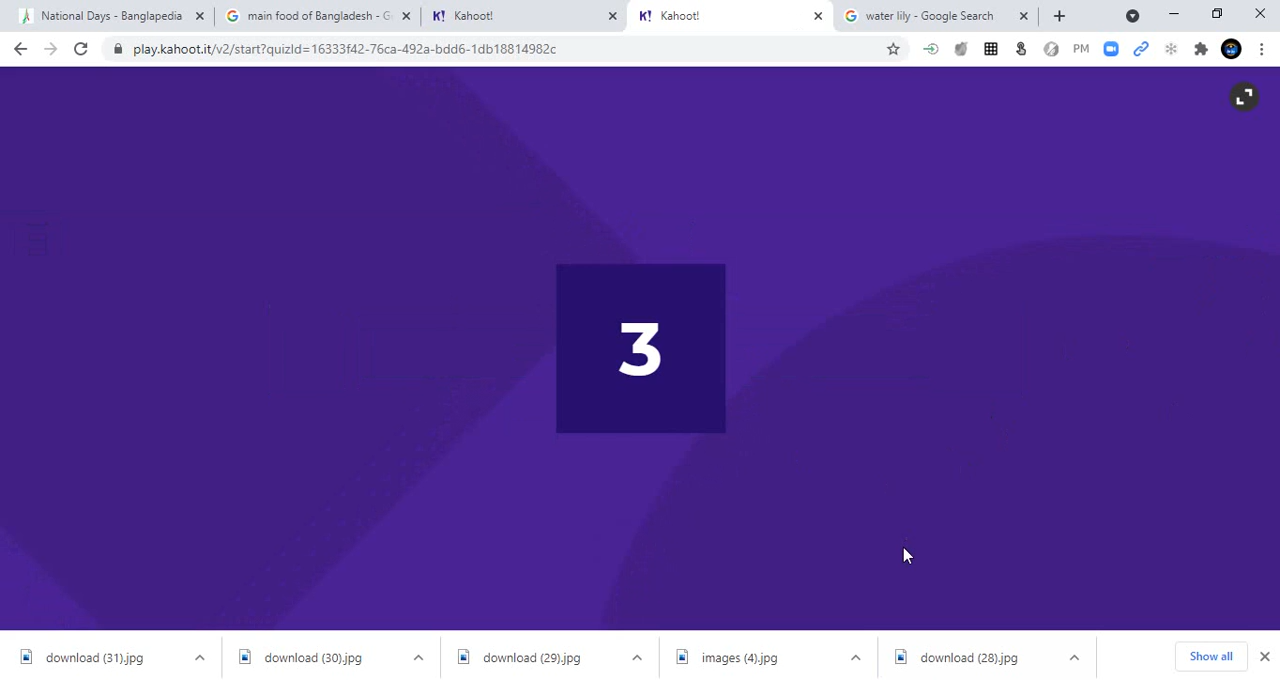 National Days - Banglapedia
main food of Bangladesh - G
Kahoot!
Kahoot!
water lily - Google Search
play.kahoot.it/v2/start?quizId=16333f42-76ca-492a-bdd6-1db18814982c
PM
3
download (31).jpg
download (30).jpg
download (29).jpg
images (4).jpg
download (28).jpg
Show all